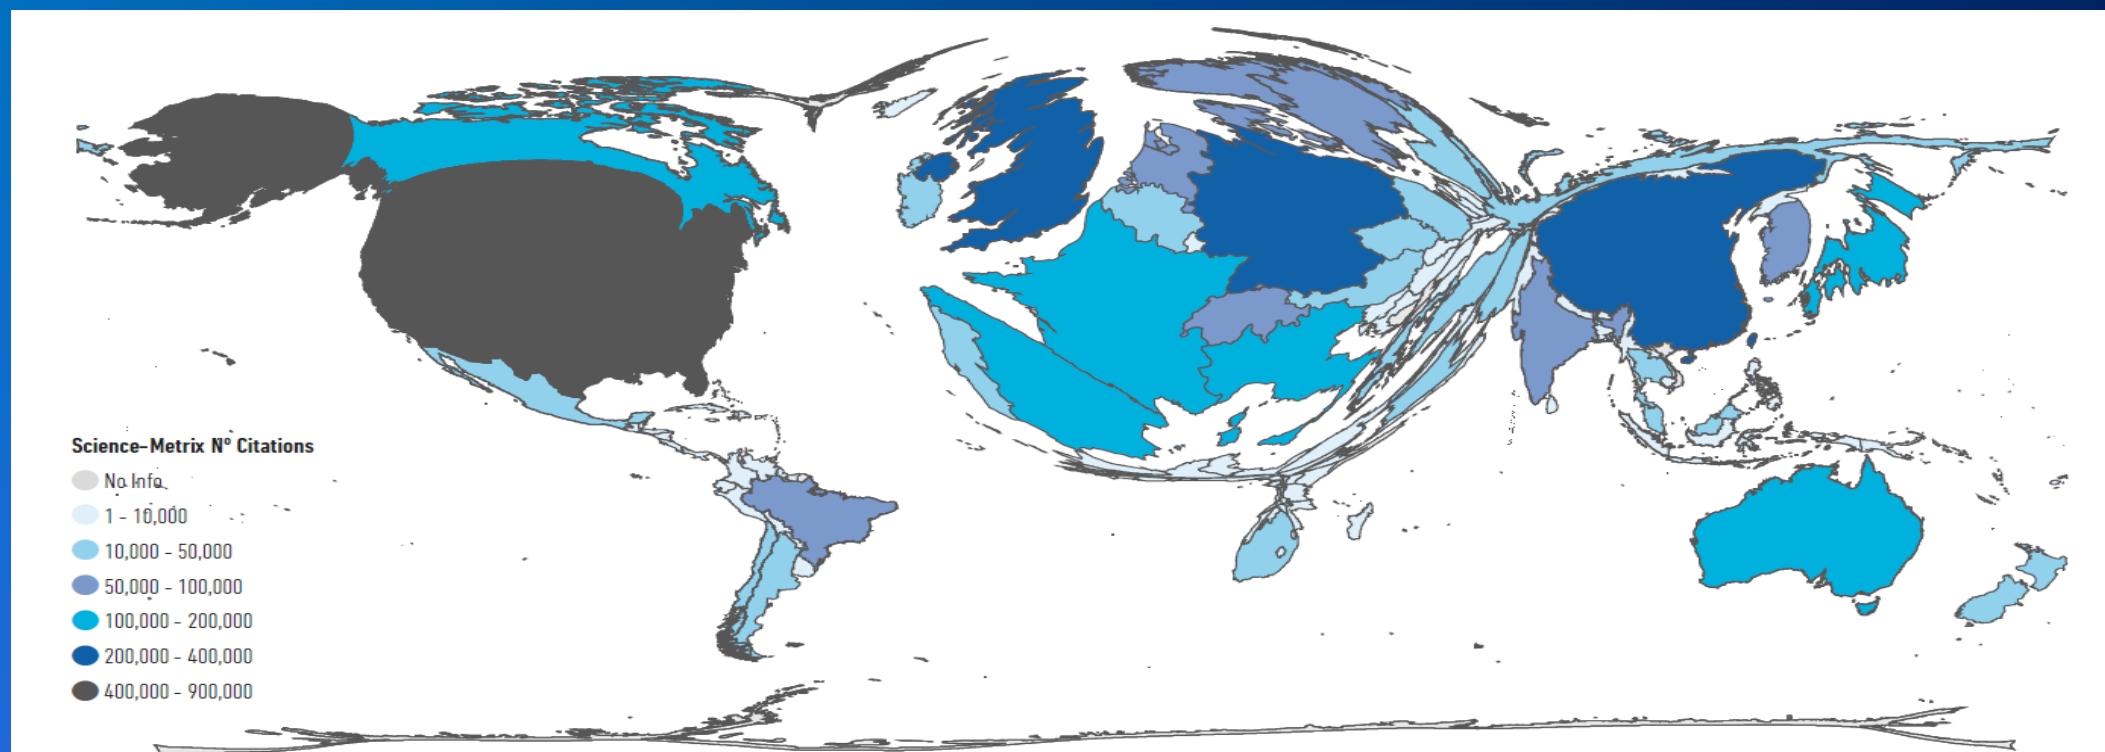 Science-Metrix Nº Citations
No Info
1 - 10,000
10,000 - 50,000
50,000 - 100,000
100,000 - 200,000
200,000 - 400,000
400,000 - 900,000